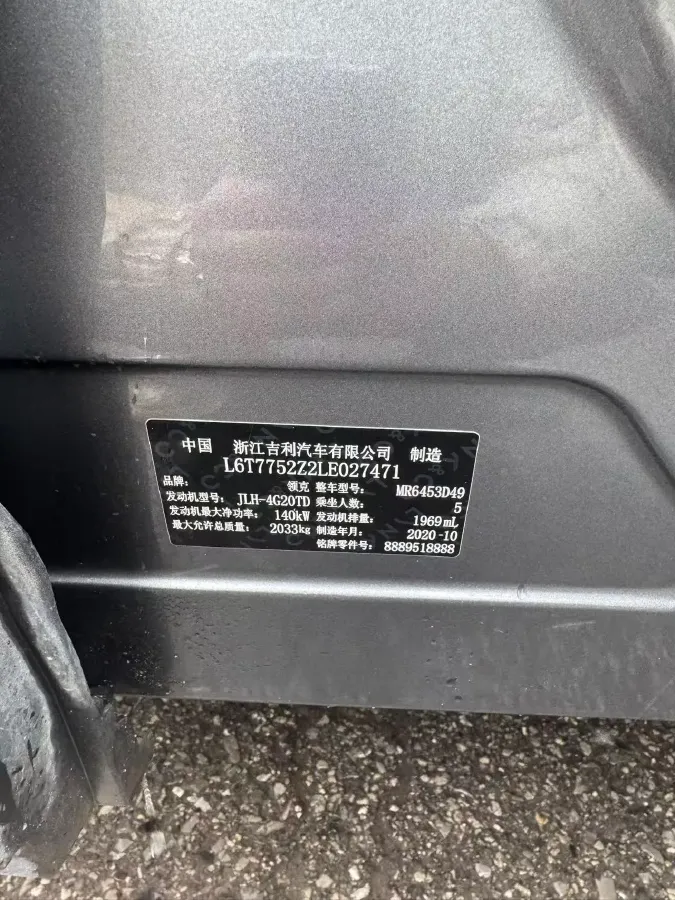 中国 浙江吉利汽车有限公司 制造
L6T7752Z2LE027471
品牌： 领克 整车型号： MR6453D49
发动机型号： JLH-4G20TD 乘坐人数： 5
发动机最大净功率： 140kW 发动机排量： 1969mL
最大允许总质量： 2033kg 制造年月： 2020-10
铭牌零件号： 8889518888